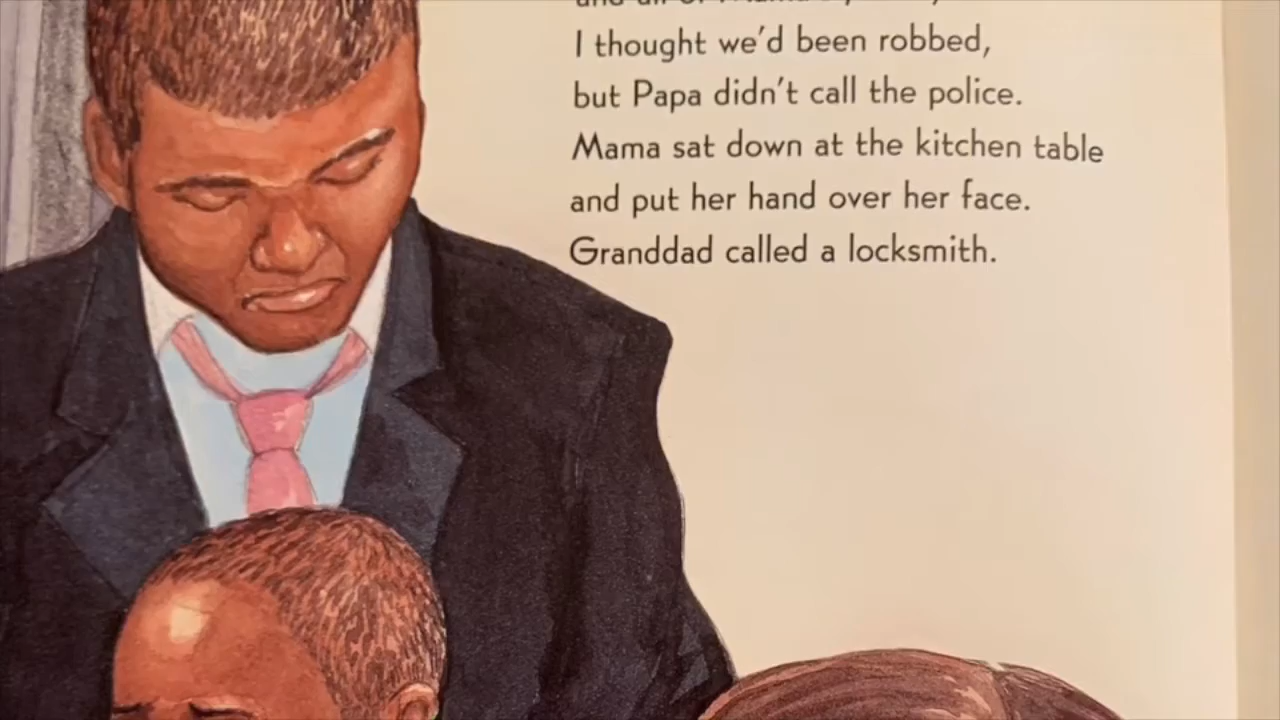 I thought we'd been robbed,
but Papa didn't call the police.
Mama sat down at the kitchen table
and put her hand over her face.
Granddad called a locksmith.